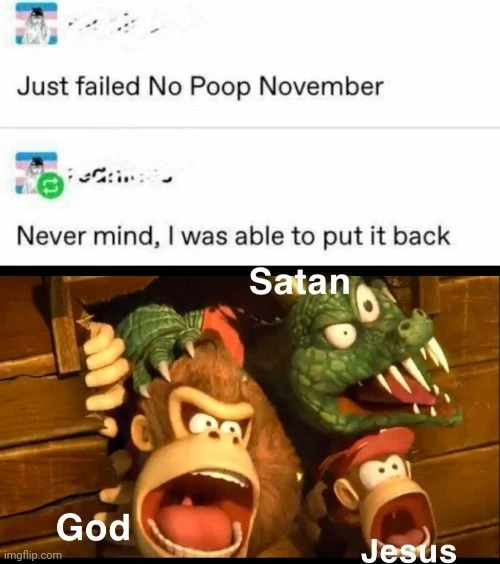 Just failed No Poop November
Never mind, I was able to put it back
Satan
God
Jesus
imgflip.com